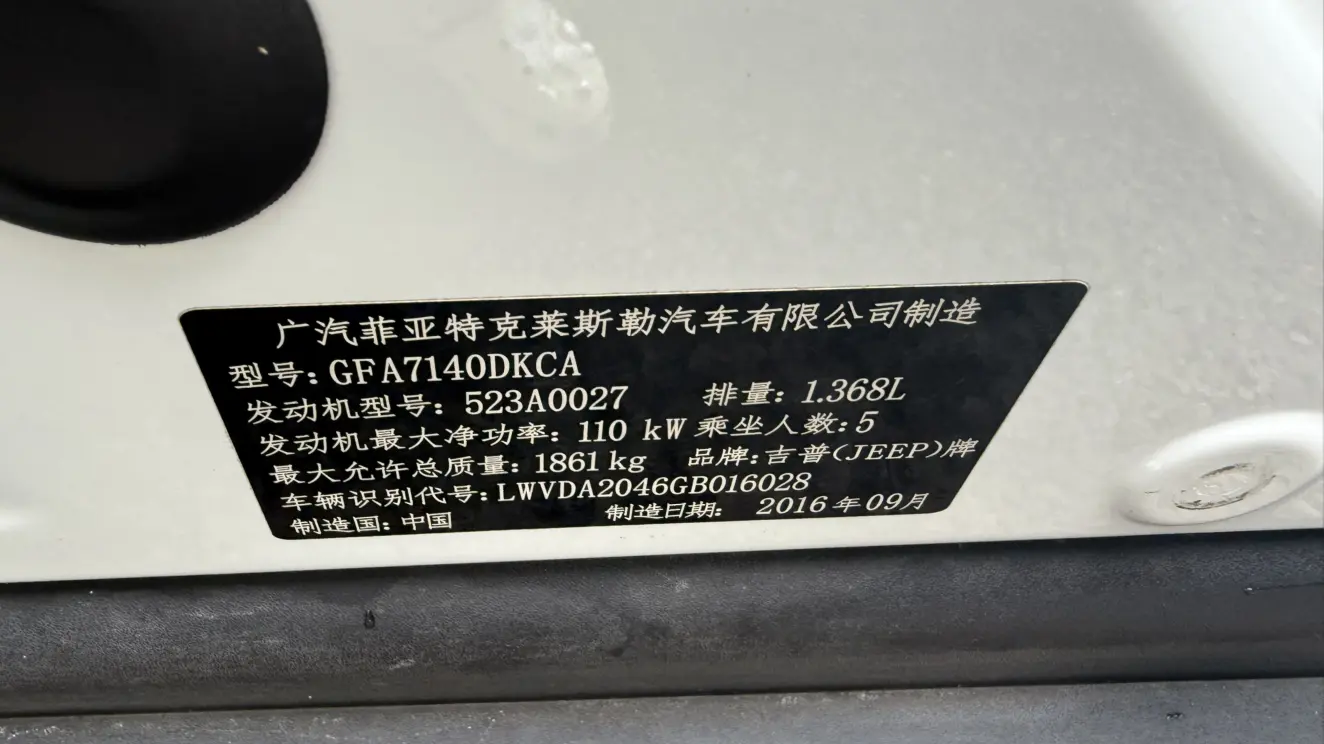 广汽菲亚特克莱斯勒汽车有限公司制造
型号:GFA7140DKCA
发动机型号:523A0027 排量:1.368L
发动机最大净功率:110 kW 乘坐人数:5
最大允许总质量:1861kg 品牌:吉普(JEEP)牌
车辆识别代号:LWVDA2046GB016028
制造国:中国 制造日期: 2016年09月